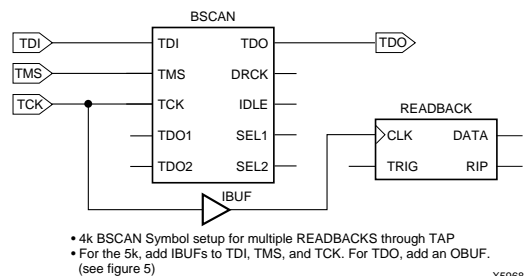 BSCAN
TDI TDI TDO TDO
TMS TMS DRCK
TCK TCK IDLE
TDO1 SEL1
TDO2 SEL2
READBACK
CLK DATA
TRIG RIP
IBUF
• 4k BSCAN Symbol setup for multiple READBACKS through TAP
• For the 5k, add IBUFs to TDI, TMS, and TCK. For TDO, add an OBUF.
(see figure 5)